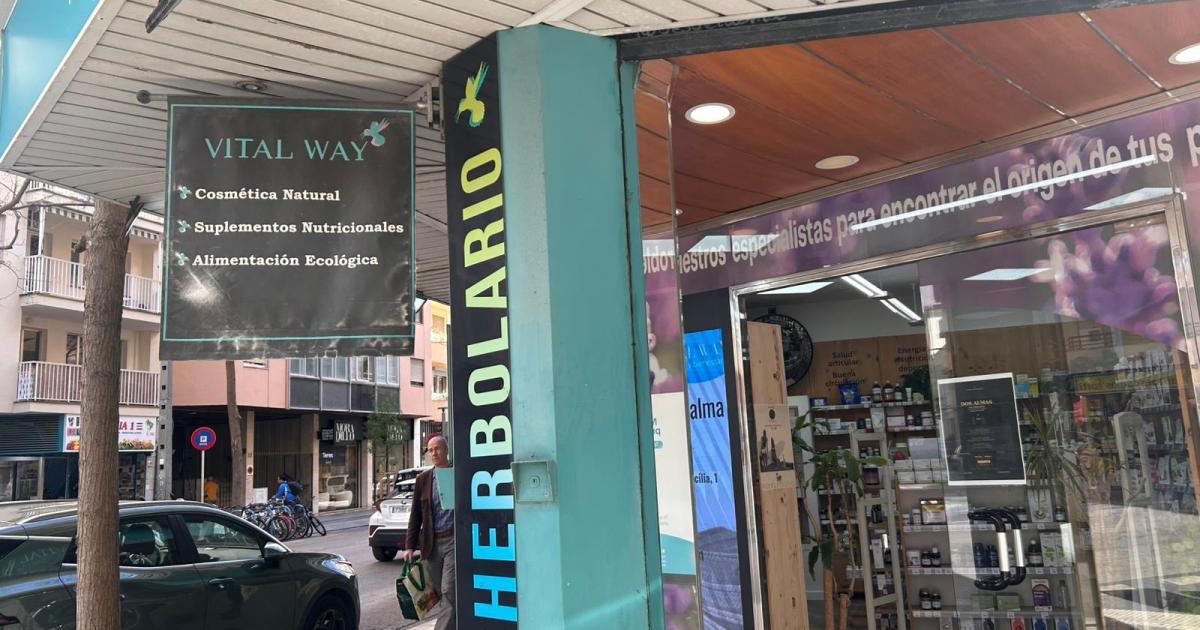 VITAL WAY
Cosmética Natural
Suplementos Nutricionales
Alimentación Ecológica
HERBOLARIO
nuestros especialistas para encontrar el origen de tus
alma
Salud
articular
Buena
circulación
Energía
DOS ALMAS